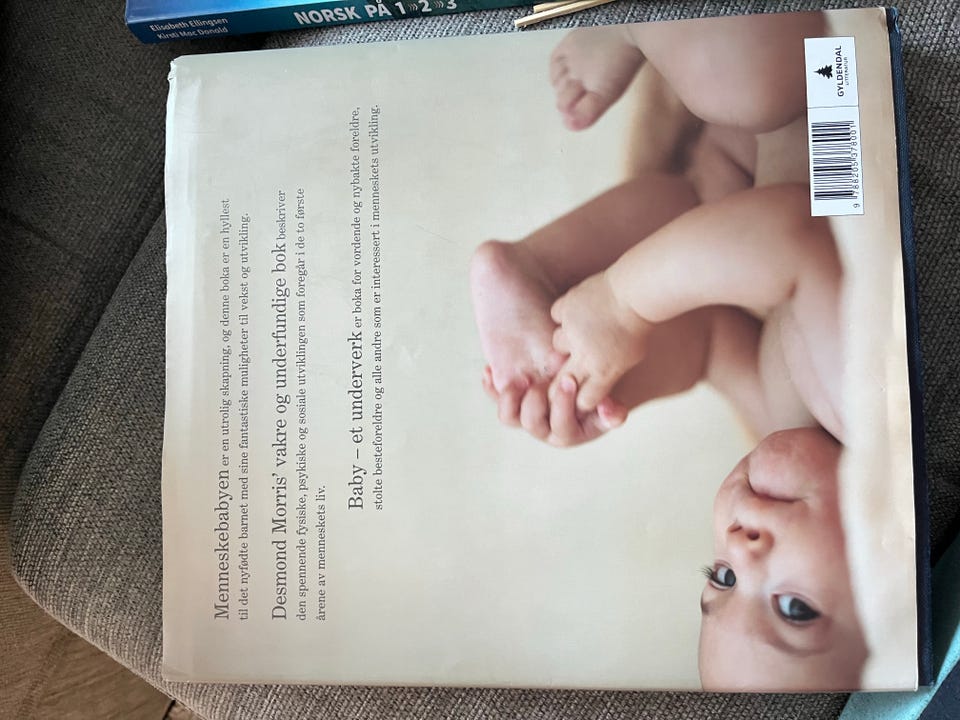 Elisabeth Ellingsen
Kirsti Mac Donald
NORSK PÅ 1 » 2 » 3
Menneskebabyen er en utrolig skapning, og denne boka er en hyllest
til det nyfødte barnet med sine fantastiske muligheter til vekst og utvikling.
Desmond Morris' vakre og underfundige bok beskriver
den spennende fysiske, psykiske og sosiale utviklingen som foregår i de to første
årene av menneskets liv.
Baby – et underverk er boka for vordende og nybakte foreldre,
stolte besteforeldre og alle andre som er interessert i menneskets utvikling.
GYLDENDAL
LITTERATUR
9 788205 378001